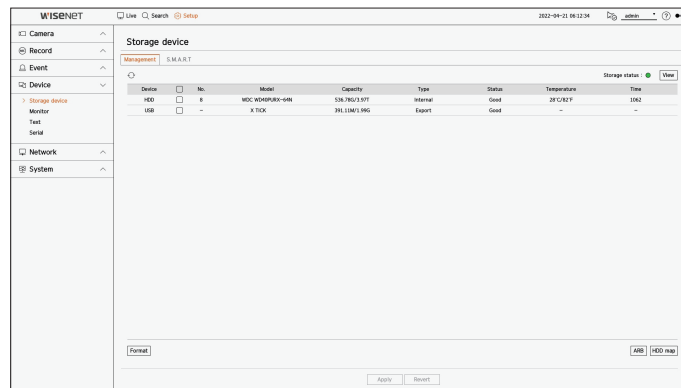 WISENET Live Search Setup 2022-04-21 06:12:34 admin ?
Camera
Record
Event
Device
Storage device
Monitor
Text
Serial
Network
System
Storage device
Management S.M.A.R.T
Storage status : View
Device No. Model Capacity Type Status Temperature Time
HDD 8 WDC WD40PURX-64N 536.78G/3.97T Internal Good 28°C/82°F 1062
USB - X TICK 391.11M/1.99G Export Good - -
Format ARB HDD map
Apply Revert